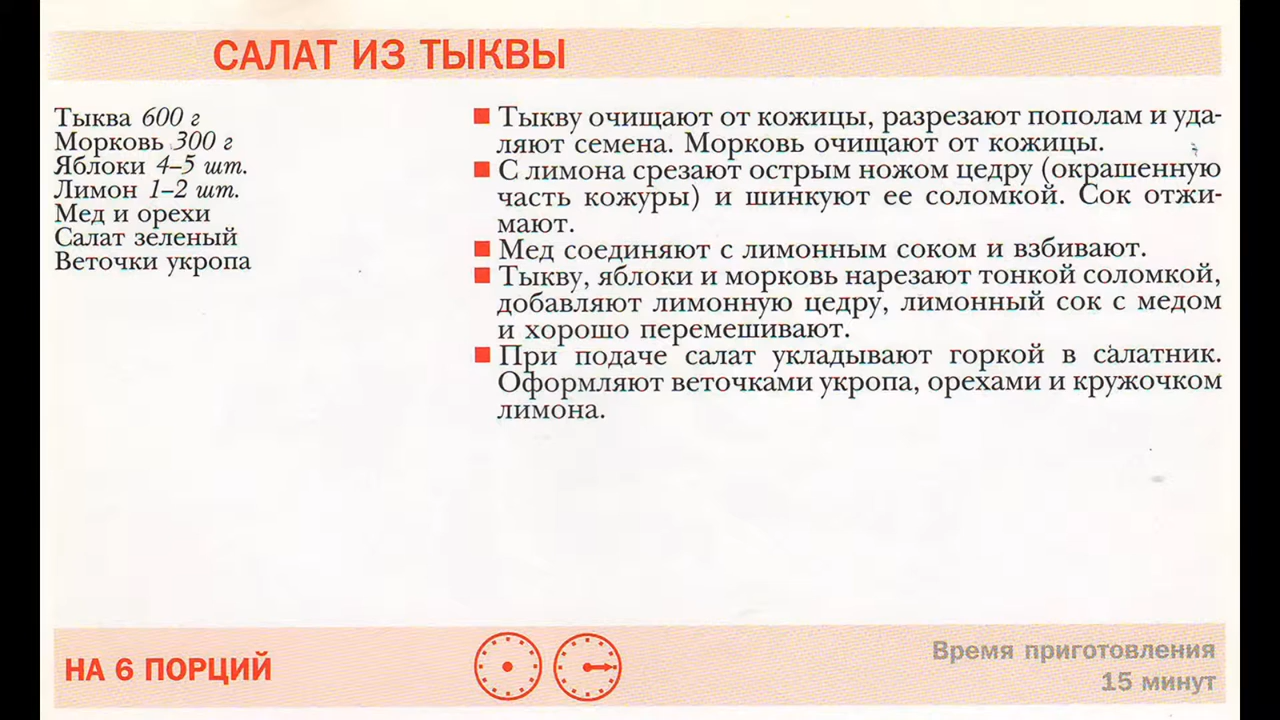 САЛАТ ИЗ ТЫКВЫ
Тыква 600 г
Морковь 300 г
Яблоки 4–5 шт.
Лимон 1–2 шт.
Мед и орехи
Салат зеленый
Веточки укропа
Тыкву очищают от кожицы, разрезают пополам и уда-
ляют семена. Морковь очищают от кожицы.
С лимона срезают острым ножом цедру (окрашенную
часть кожуры) и шинкуют ее соломкой. Сок отжи-
мают.
Мед соединяют с лимонным соком и взбивают.
Тыкву, яблоки и морковь нарезают тонкой соломкой,
добавляют лимонную цедру, лимонный сок с медом
и хорошо перемешивают.
При подаче салат укладывают горкой в салатник.
Оформляют веточками укропа, орехами и кружочком
лимона.
НА 6 ПОРЦИЙ
Время приготовления
15 минут